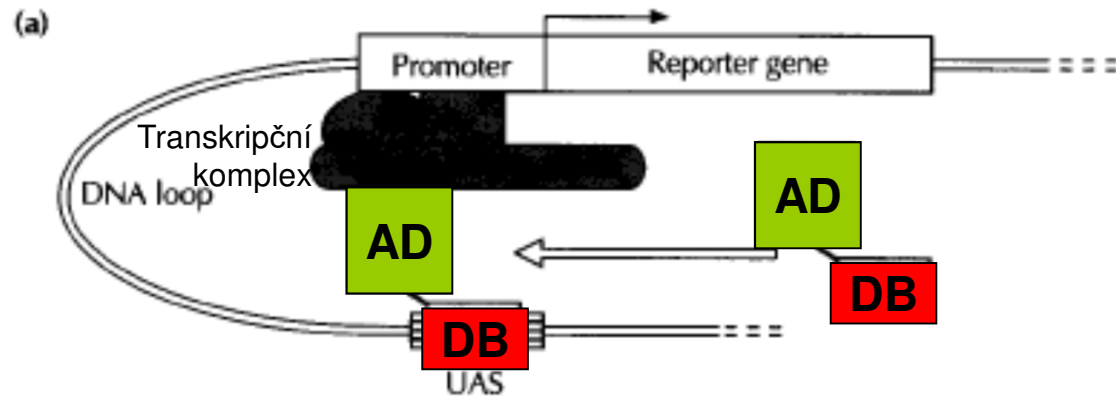 (a)
Promoter
Reporter gene
Transkripční
komplex
DNA loop
AD
AD
DB
DB
UAS